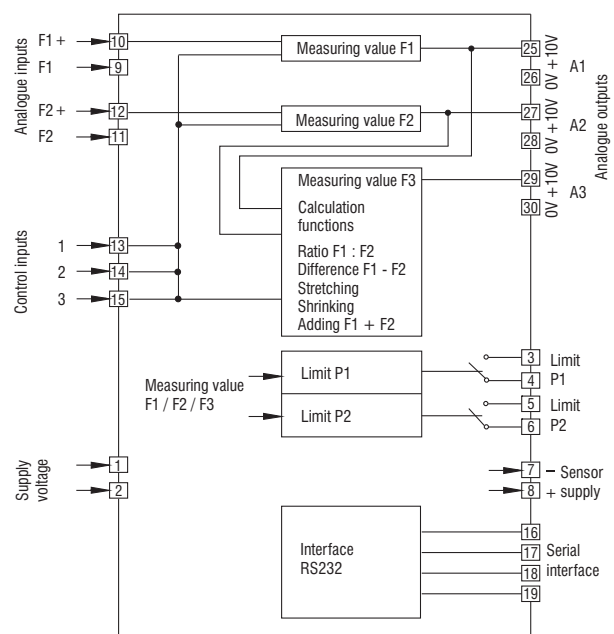 Analogue inputs
F1 + 10
F1 9
F2 + 12
F2 11
Control inputs
1 13
2 14
3 15
Measuring value
F1 / F2 / F3
Supply
voltage
1
2
Measuring value F1
Measuring value F2
Measuring value F3
Calculation
functions
Ratio F1 : F2
Difference F1 - F2
Stretching
Shrinking
Adding F1 + F2
Limit P1
Limit P2
Interface
RS232
25
26
0V + 10V
A1
27
28
0V + 10V
A2
29
30
0V + 10V
A3
Analogue outputs
3 Limit
4 P1
5 Limit
6 P2
7 – Sensor
8 + supply
16
17 Serial
18 interface
19